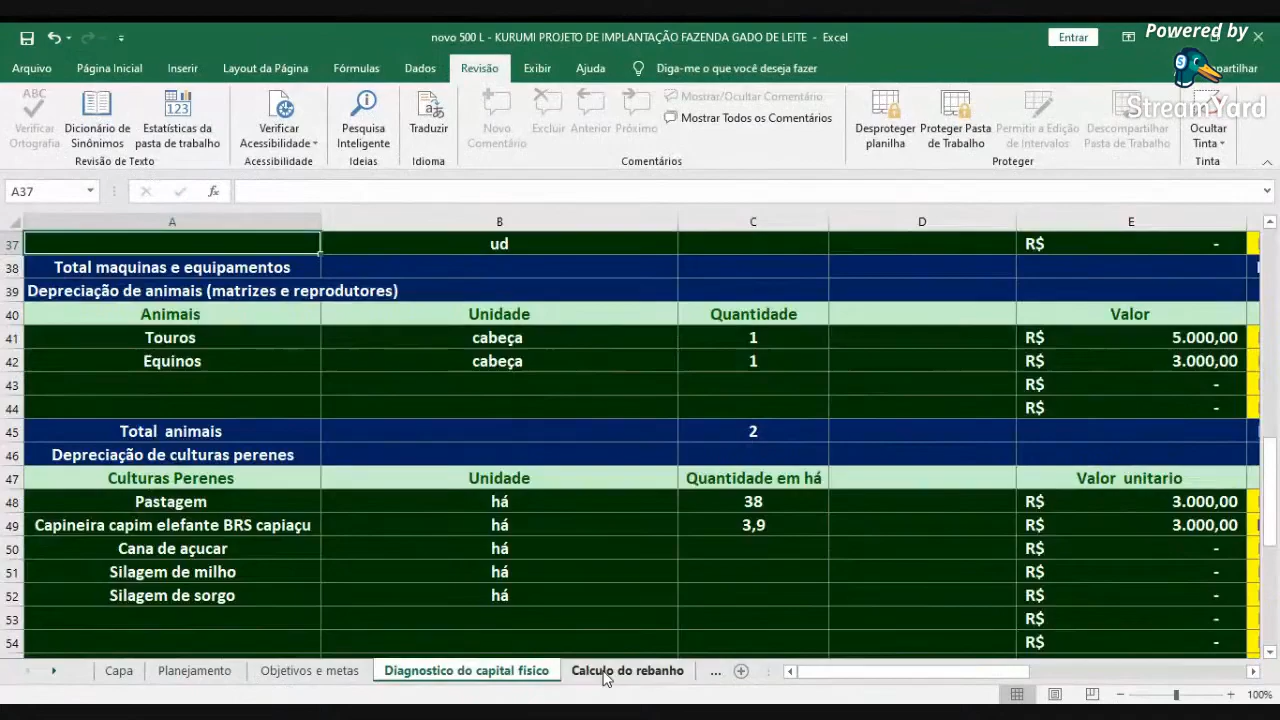 novo 500 L - KURUMI PROJETO DE IMPLANTAÇÃO FAZENDA GADO DE LEITE - Excel
Entrar
Powered by
StreamYard
Arquivo Página Inicial Inserir Layout da Página Fórmulas Dados Revisão Exibir Ajuda Diga-me o que você deseja fazer
ABC
Verificar Ortografia
Dicionário de Sinônimos
123
Estatísticas da pasta de trabalho
Revisão de Texto
Verificar Acessibilidade
Acessibilidade
Pesquisa Inteligente
Ideias
Traduzir
Idioma
Novo Comentário
Excluir Anterior Próximo
Mostrar/Ocultar Comentário
Mostrar Todos os Comentários
Comentários
Desproteger planilha
Proteger Pasta de Trabalho
Permitir a Edição de Intervalos
Descompartilhar Pasta de Trabalho
Proteger
Ocultar Tinta
Tinta
A37 fx
A B C D E
37 ud R$ -
38 Total maquinas e equipamentos
39 Depreciação de animais (matrizes e reprodutores)
40 Animais Unidade Quantidade Valor
41 Touros cabeça 1 R$ 5.000,00
42 Equinos cabeça 1 R$ 3.000,00
43 R$ -
44 R$ -
45 Total animais 2
46 Depreciação de culturas perenes
47 Culturas Perenes Unidade Quantidade em há Valor unitario
48 Pastagem há 38 R$ 3.000,00
49 Capineira capim elefante BRS capiaçu há 3,9 R$ 3.000,00
50 Cana de açucar há R$ -
51 Silagem de milho há R$ -
52 Silagem de sorgo há R$ -
53 R$ -
54 R$ -
Capa Planejamento Objetivos e metas Diagnostico do capital fisico Calculo do rebanho ...
100%